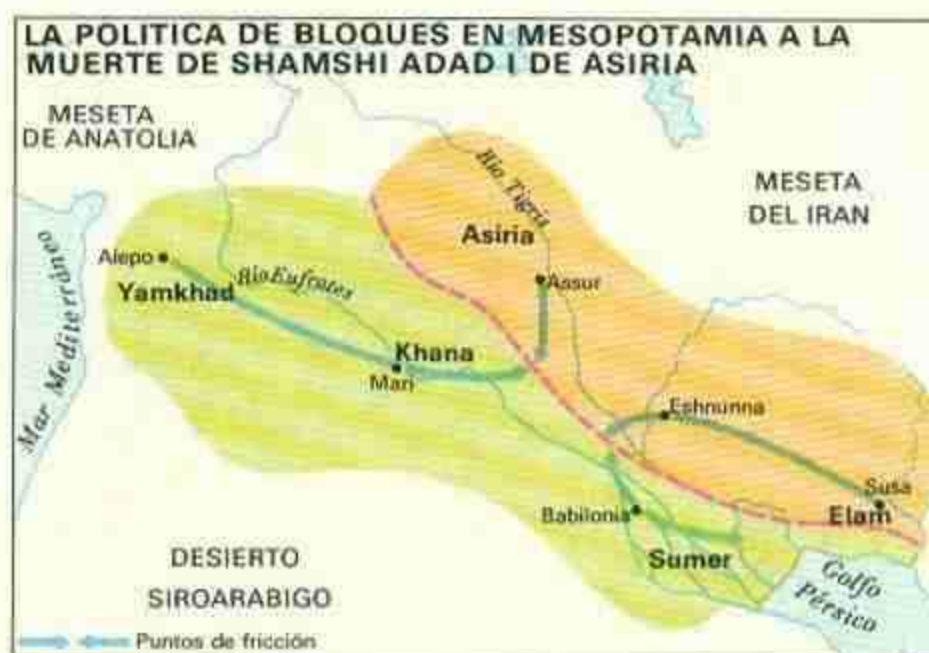 LA POLITICA DE BLOQUES EN MESOPOTAMIA A LA
MUERTE DE SHAMSHI ADAD I DE ASIRIA
MESETA
DE ANATOLIA
MESETA
DEL IRAN
Río Tigris
Asiria
Mar Mediterráneo
Alepo
Yamkhad
Río Eufrates
Assur
Khana
Mari
Eshnunna
Susa
Elam
Babilonia
Sumer
Golfo
Pérsico
DESIERTO
SIROARABIGO
Puntos de fricción